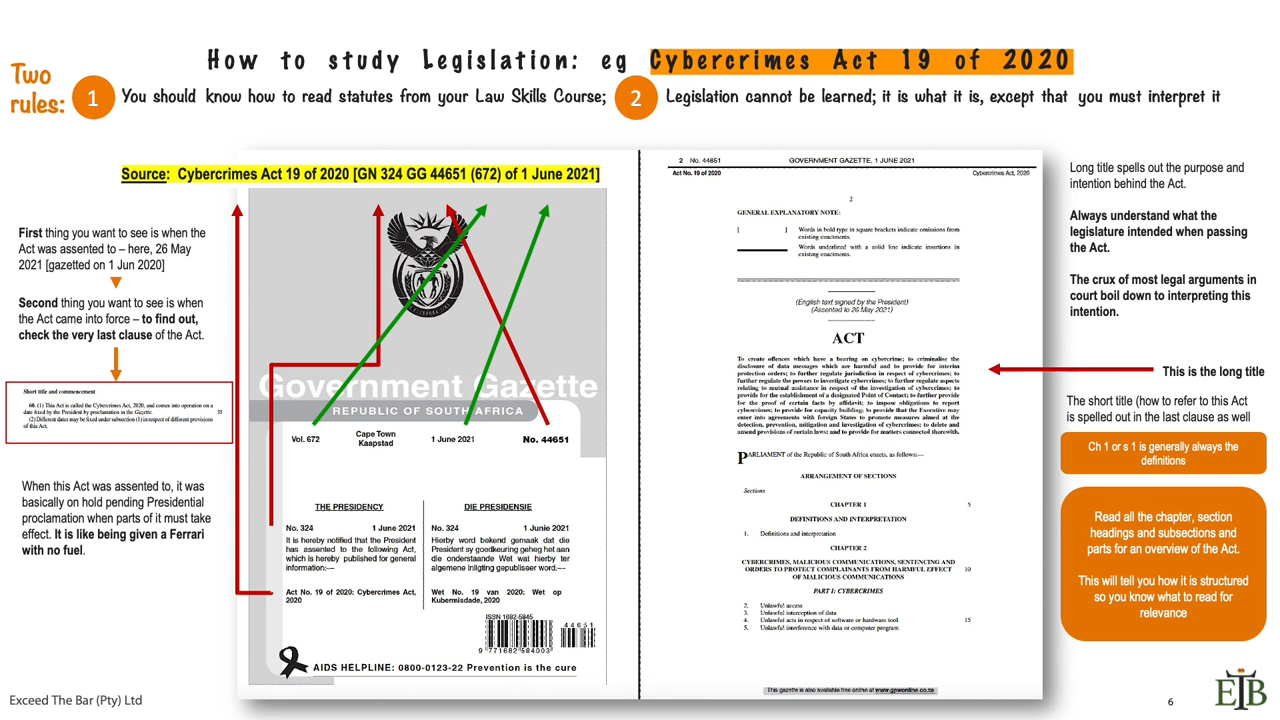 How to study Legislation: eg Cybercrimes Act 19 of 2020
Two
rules:
1
You should know how to read statutes from your Law Skills Course;
2
Legislation cannot be learned; it is what it is, except that you must interpret it
Source: Cybercrimes Act 19 of 2020 [GN 324 GG 44651 (672) of 1 June 2021]
First thing you want to see is when the
Act was assented to – here, 26 May
2021 [gazetted on 1 Jun 2020]
Second thing you want to see is when
the Act came into force – to find out,
check the very last clause of the Act.
Short title and commencement
60. (1) This Act is called the Cybercrimes Act, 2020, and comes into operation on a
date fixed by the President by proclamation in the Gazette.
35
(2) Different dates may be fixed under subsection (1) in respect of different provisions
of this Act.
When this Act was assented to, it was
basically on hold pending Presidential
proclamation when parts of it must take
effect. It is like being given a Ferrari
with no fuel.
Government Gazette
REPUBLIC OF SOUTH AFRICA
Vol. 672
Cape Town
Kaapstad
1 June 2021
No. 44651
THE PRESIDENCY
No. 324 1 June 2021
It is hereby notified that the President
has assented to the following Act,
which is hereby published for general
information:—
Act No. 19 of 2020: Cybercrimes Act,
2020
DIE PRESIDENSIE
No. 324 1 Junie 2021
Hierby word bekend gemaak dat die
President sy goedkeuring geheg het aan
die onderstaande Wet wat hierby ter
algemene inligting gepubliseer word:—
Wet No. 19 van 2020: Wet op
Kubermisdade, 2020
ISSN 1682-5845
44651
9 771682 584003
AIDS HELPLINE: 0800-0123-22 Prevention is the cure
2 No. 44651 GOVERNMENT GAZETTE, 1 JUNE 2021
Act No. 19 of 2020 Cybercrimes Act, 2020
2
GENERAL EXPLANATORY NOTE:
[ ] Words in bold type in square brackets indicate omissions from
existing enactments.
Words underlined with a solid line indicate insertions in
existing enactments.
(English text signed by the President)
(Assented to 26 May 2021)
ACT
To create offences which have a bearing on cybercrime; to criminalise the
disclosure of data messages which are harmful and to provide for interim
protection orders; to further regulate jurisdiction in respect of cybercrimes; to
further regulate the powers to investigate cybercrimes; to further regulate aspects
relating to mutual assistance in respect of the investigation of cybercrimes; to
provide for the establishment of a designated Point of Contact; to further provide
for the proof of certain facts by affidavit; to impose obligations to report
cybercrimes; to provide for capacity building; to provide that the Executive may
enter into agreements with foreign States to promote measures aimed at the
detection, prevention, mitigation and investigation of cybercrimes; to delete and
amend provisions of certain laws; and to provide for matters connected therewith.
PARLIAMENT of the Republic of South Africa enacts, as follows:—
ARRANGEMENT OF SECTIONS
Sections
CHAPTER 1 5
DEFINITIONS AND INTERPRETATION
1. Definitions and interpretation
CHAPTER 2
CYBERCRIMES, MALICIOUS COMMUNICATIONS, SENTENCING AND
ORDERS TO PROTECT COMPLAINANTS FROM HARMFUL EFFECT 10
OF MALICIOUS COMMUNICATIONS
PART I: CYBERCRIMES
2. Unlawful access
3. Unlawful interception of data
4. Unlawful acts in respect of software or hardware tool 15
5. Unlawful interference with data or computer program
This gazette is also available free online at www.gpwonline.co.za
Long title spells out the purpose and
intention behind the Act.
Always understand what the
legislature intended when passing
the Act.
The crux of most legal arguments in
court boil down to interpreting this
intention.
This is the long title
The short title (how to refer to this Act
is spelled out in the last clause as well
Ch 1 or s 1 is generally always the
definitions
Read all the chapter, section
headings and subsections and
parts for an overview of the Act.
This will tell you how it is structured
so you know what to read for
relevance
Exceed The Bar (Pty) Ltd
6
ETB